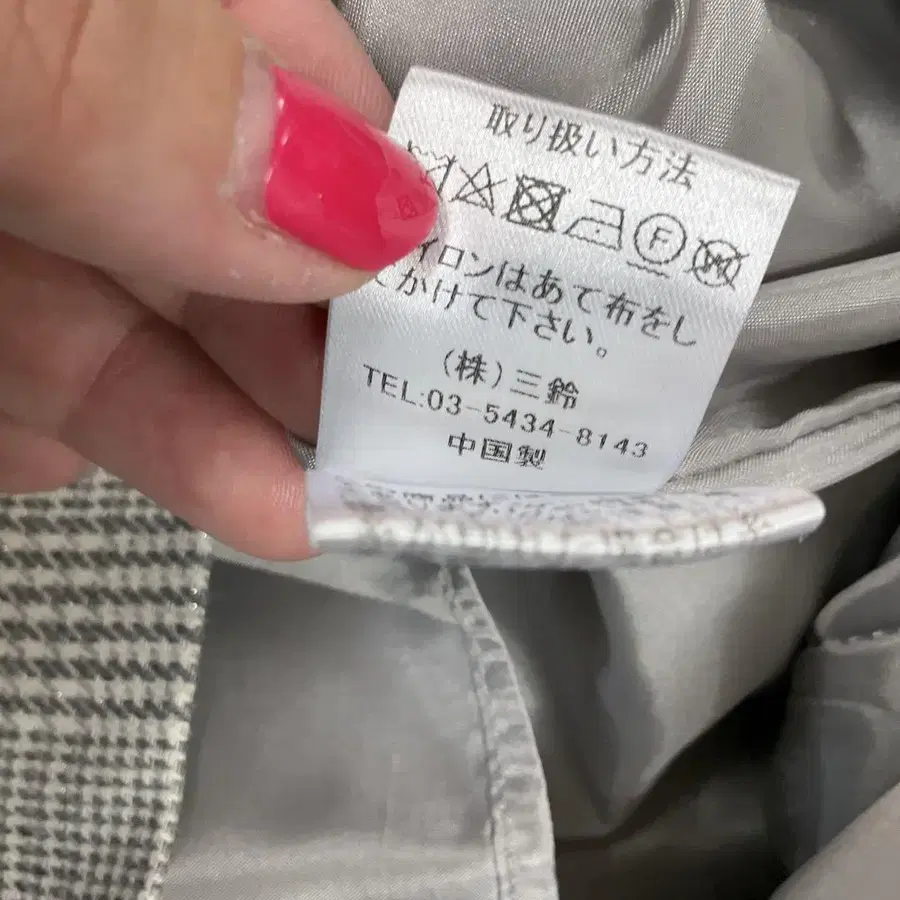 取り扱い方法
F
W
イロンはあて布をし
てかけて下さい。
(株)三鈴
TEL:03-5434-8143
中国製